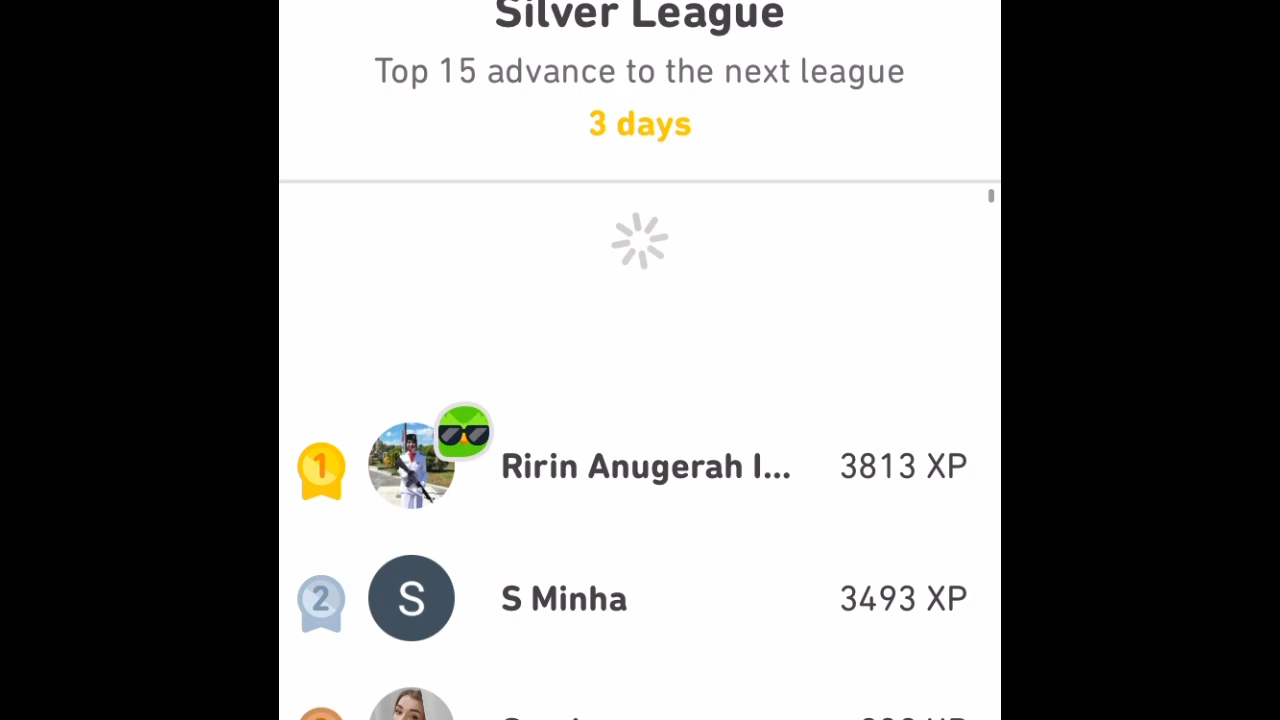 Silver League
Top 15 advance to the next league
3 days
1 Ririn Anugerah I... 3813 XP
2 S S Minha 3493 XP